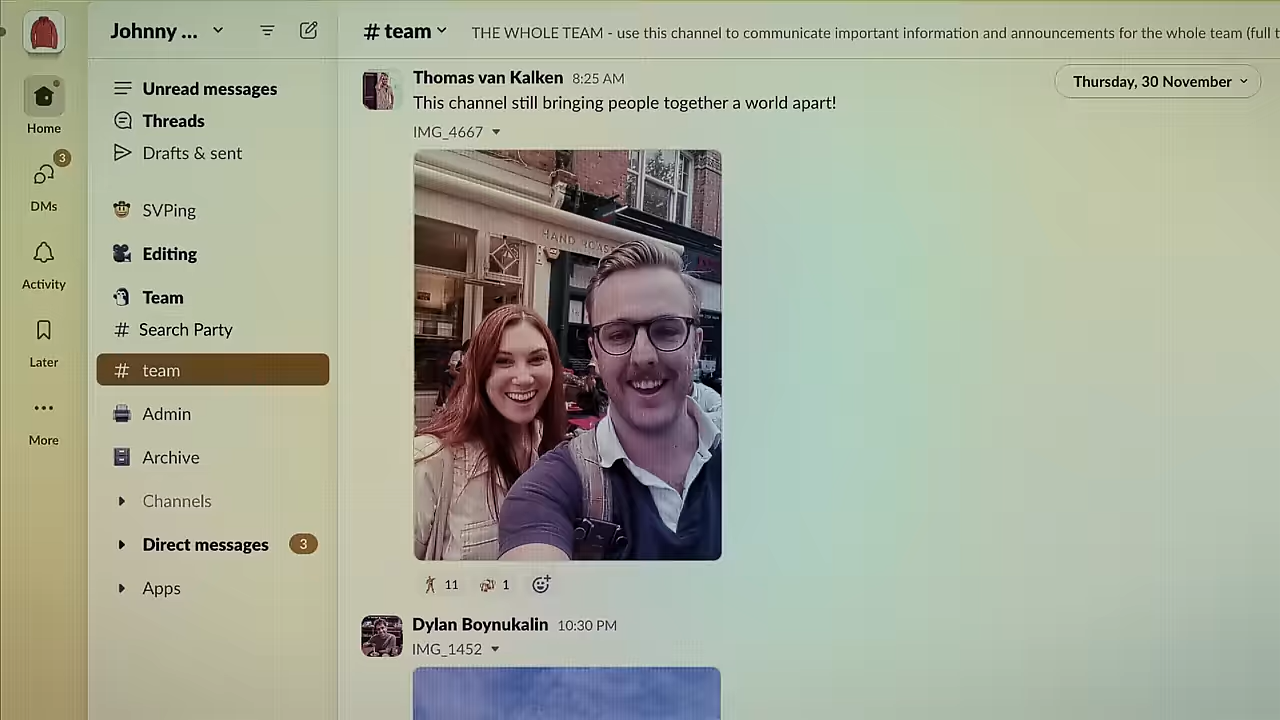 Johnny ...
# team
THE WHOLE TEAM - use this channel to communicate important information and announcements for the whole team (full t
Home
3
DMs
Activity
Later
More
Unread messages
Threads
Drafts & sent
SVPing
Editing
Team
# Search Party
# team
Admin
Archive
Channels
Direct messages 3
Apps
Thursday, 30 November
Thomas van Kalken 8:25 AM
This channel still bringing people together a world apart!
IMG_4667
HAND ROAS
11 1
Dylan Boynukalin 10:30 PM
IMG_1452